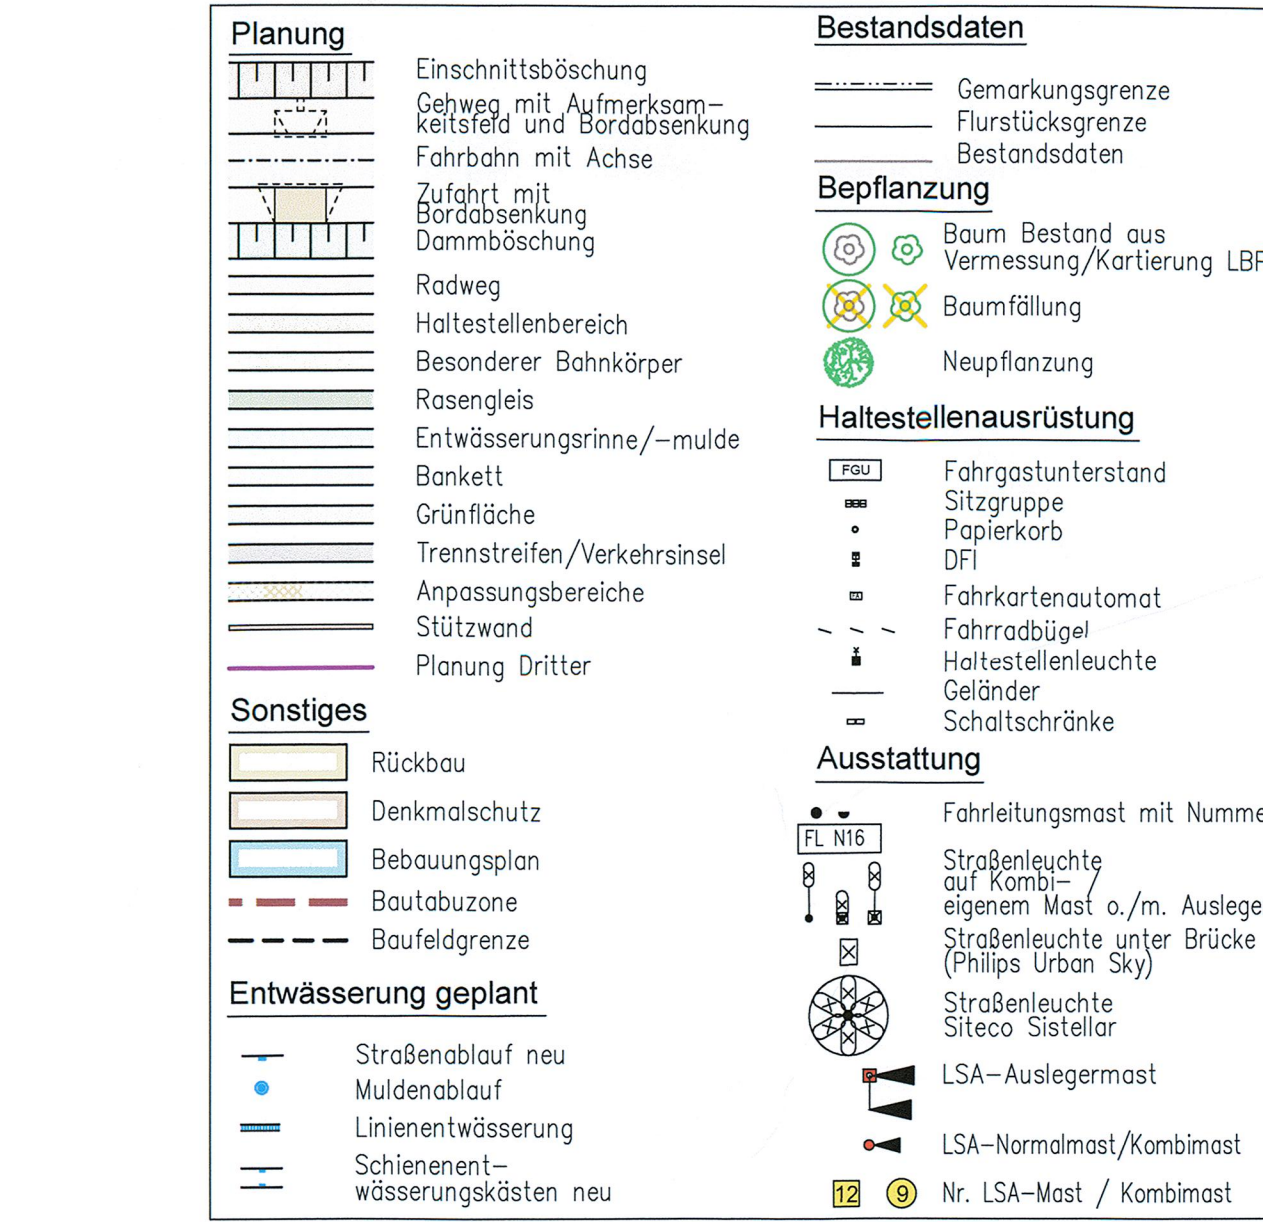 Planung
Einschnittsböschung
Gehweg mit Aufmerksam-
keitsfeld und Bordabsenkung
Fahrbahn mit Achse
Zufahrt mit
Bordabsenkung
Dammböschung
Radweg
Haltestellenbereich
Besonderer Bahnkörper
Rasengleis
Entwässerungsrinne/-mulde
Bankett
Grünfläche
Trennstreifen/Verkehrsinsel
Anpassungsbereiche
Stützwand
Planung Dritter
Sonstiges
Rückbau
Denkmalschutz
Bebauungsplan
Bautabuzone
Baufeldgrenze
Entwässerung geplant
Straßenablauf neu
Muldenablauf
Linienentwässerung
Schienenent-
wässerungskästen neu
Bestandsdaten
Gemarkungsgrenze
Flurstücksgrenze
Bestandsdaten
Bepflanzung
Baum Bestand aus
Vermessung/Kartierung
Baumfällung
Neupflanzung
Haltestellenausrüstung
FGU Fahrgastunterstand
Sitzgruppe
Papierkorb
DFI
FA Fahrkartenautomat
Fahrradbügel
Haltestellenleuchte
Geländer
Schaltschränke
Ausstattung
Fahrleitungsmast mit Numme
FL N16
Straßenleuchte
auf Kombi- /
eigenem Mast o./m. Auslege
Straßenleuchte unter Brücke
(Philips Urban Sky)
Straßenleuchte
Siteco Sistellar
LSA-Auslegermast
LSA-Normalmast/Kombimast
12 9 Nr. LSA-Mast / Kombimast